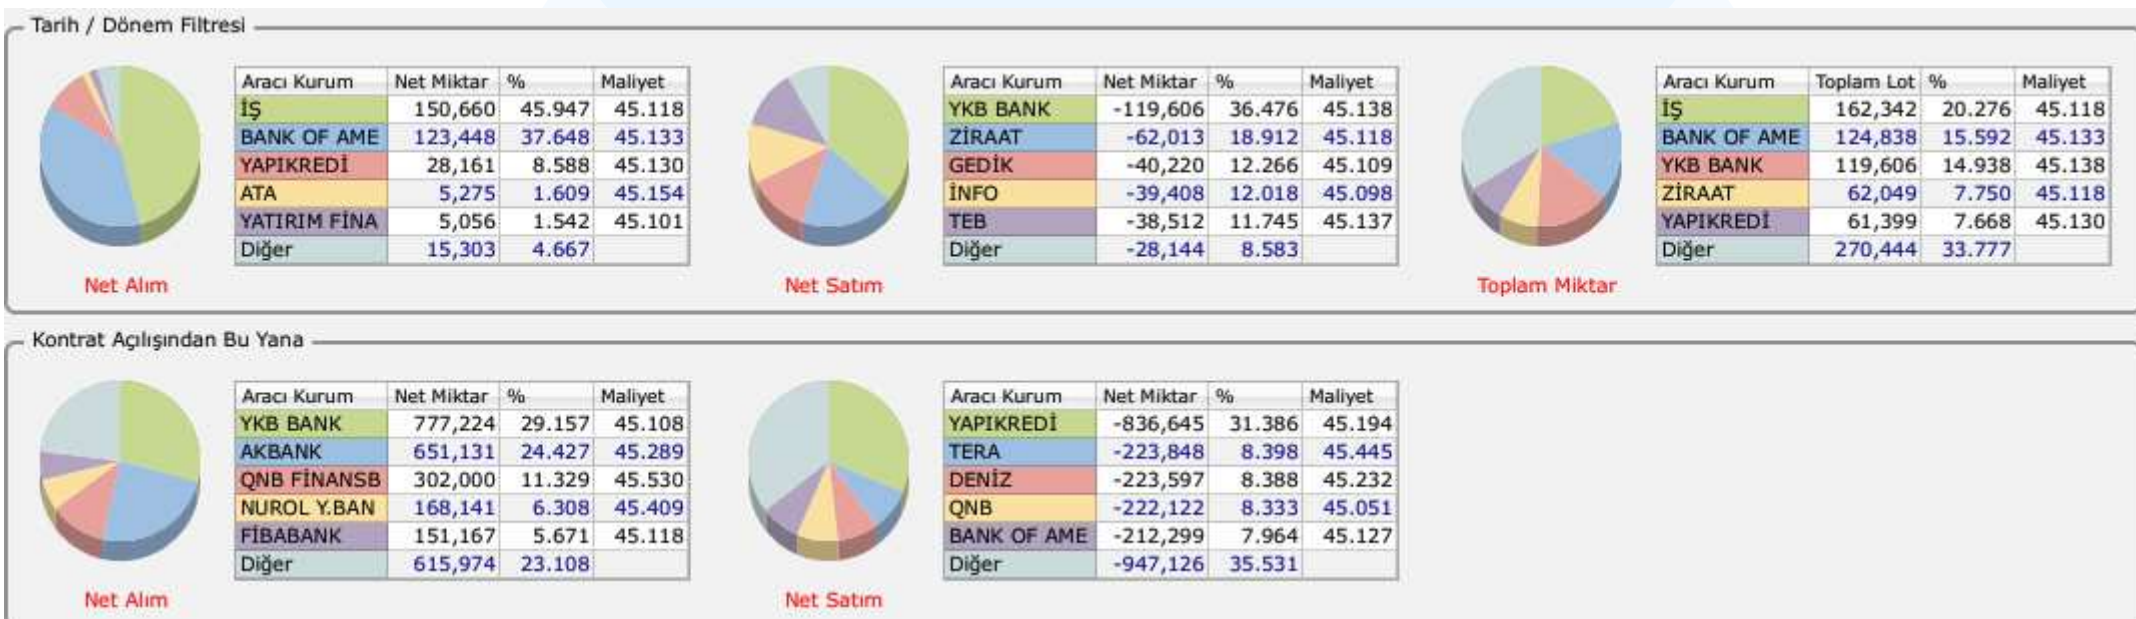 Tarih / Dönem Filtresi
Aracı Kurum Net Miktar % Maliyet
İŞ 150,660 45.947 45.118
BANK OF AME 123,448 37.648 45.133
YAPIKREDİ 28,161 8.588 45.130
ATA 5,275 1.609 45.154
YATIRIM FİNA 5,056 1.542 45.101
Diğer 15,303 4.667
Net Alım
Aracı Kurum Net Miktar % Maliyet
YKB BANK -119,606 36.476 45.138
ZİRAAT -62,013 18.912 45.118
GEDİK -40,220 12.266 45.109
İNFO -39,408 12.018 45.098
TEB -38,512 11.745 45.137
Diğer -28,144 8.583
Net Satım
Aracı Kurum Toplam Lot % Maliyet
İŞ 162,342 20.276 45.118
BANK OF AME 124,838 15.592 45.133
YKB BANK 119,606 14.938 45.138
ZİRAAT 62,049 7.750 45.118
YAPIKREDİ 61,399 7.668 45.130
Diğer 270,444 33.777
Toplam Miktar
Kontrat Açılışından Bu Yana
Aracı Kurum Net Miktar % Maliyet
YKB BANK 777,224 29.157 45.108
AKBANK 651,131 24.427 45.289
QNB FİNANSB 302,000 11.329 45.530
NUROL Y.BAN 168,141 6.308 45.409
FİBABANK 151,167 5.671 45.118
Diğer 615,974 23.108
Net Alım
Aracı Kurum Net Miktar % Maliyet
YAPIKREDİ -836,645 31.386 45.194
TERA -223,848 8.398 45.445
DENİZ -223,597 8.388 45.232
QNB -222,122 8.333 45.051
BANK OF AME -212,299 7.964 45.127
Diğer -947,126 35.531
Net Satım